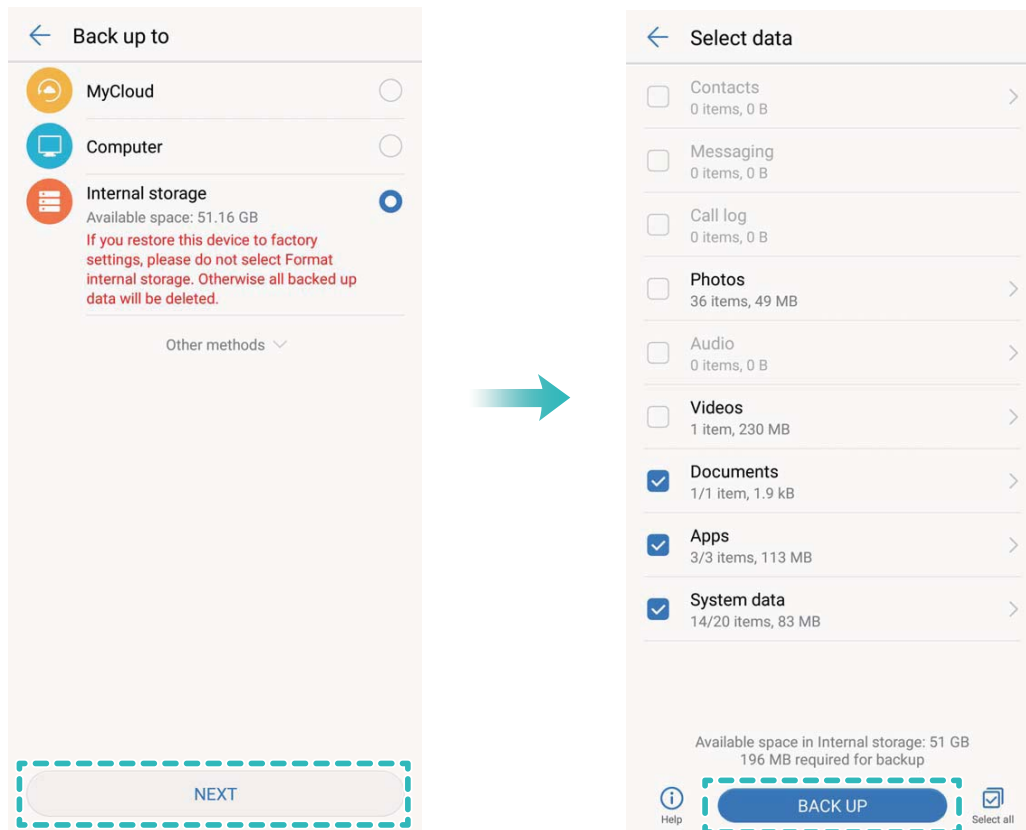 Back up to
MyCloud
Computer
Internal storage
Available space: 51.16 GB
If you restore this device to factory
settings, please do not select Format
internal storage. Otherwise all backed up
data will be deleted.
Other methods
NEXT
Select data
Contacts
0 items, 0 B
Messaging
0 items, 0 B
Call log
0 items, 0 B
Photos
36 items, 49 MB
Audio
0 items, 0 B
Videos
1 item, 230 MB
Documents
1/1 item, 1.9 kB
Apps
3/3 items, 113 MB
System data
14/20 items, 83 MB
Available space in Internal storage: 51 GB
196 MB required for backup
Help
BACK UP
Select all